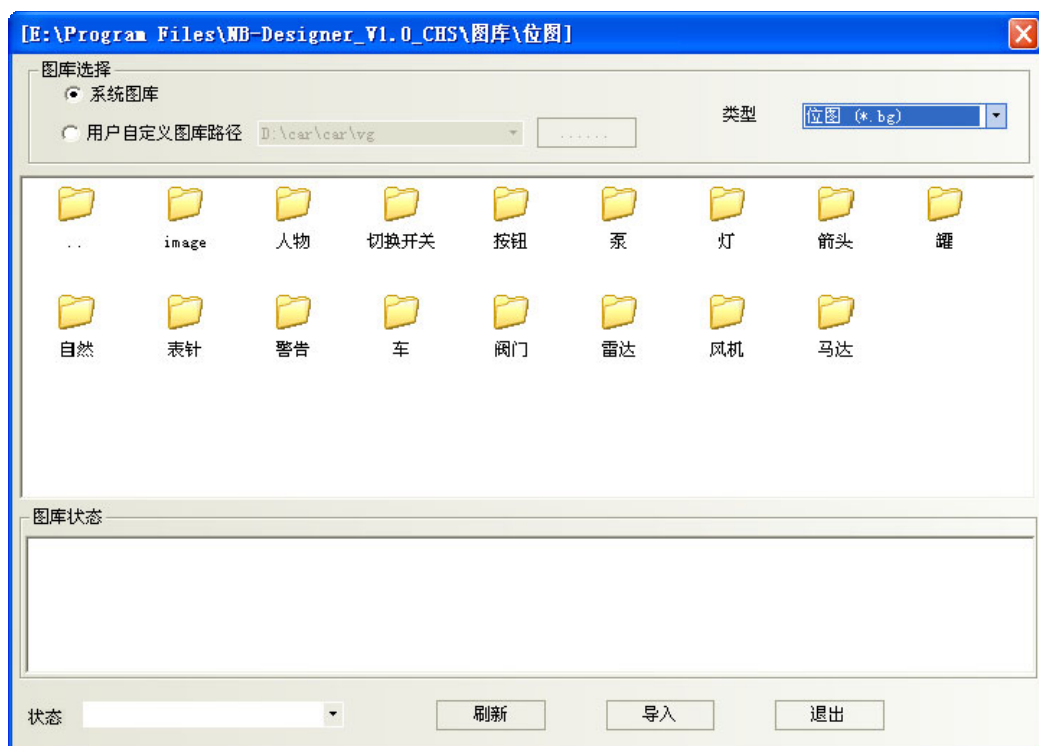 [E:\Program Files\NB-Designer_V1.0_CHS\图库\位图]
图库选择
系统图库
用户自定义图库路径 D:\car\car\vg ......
类型 位图 (*.bg)
.. image 人物 切换开关 按钮 泵 灯 箭头 罐
自然 表针 警告 车 阀门 雷达 风机 马达
图库状态
状态 刷新 导入 退出